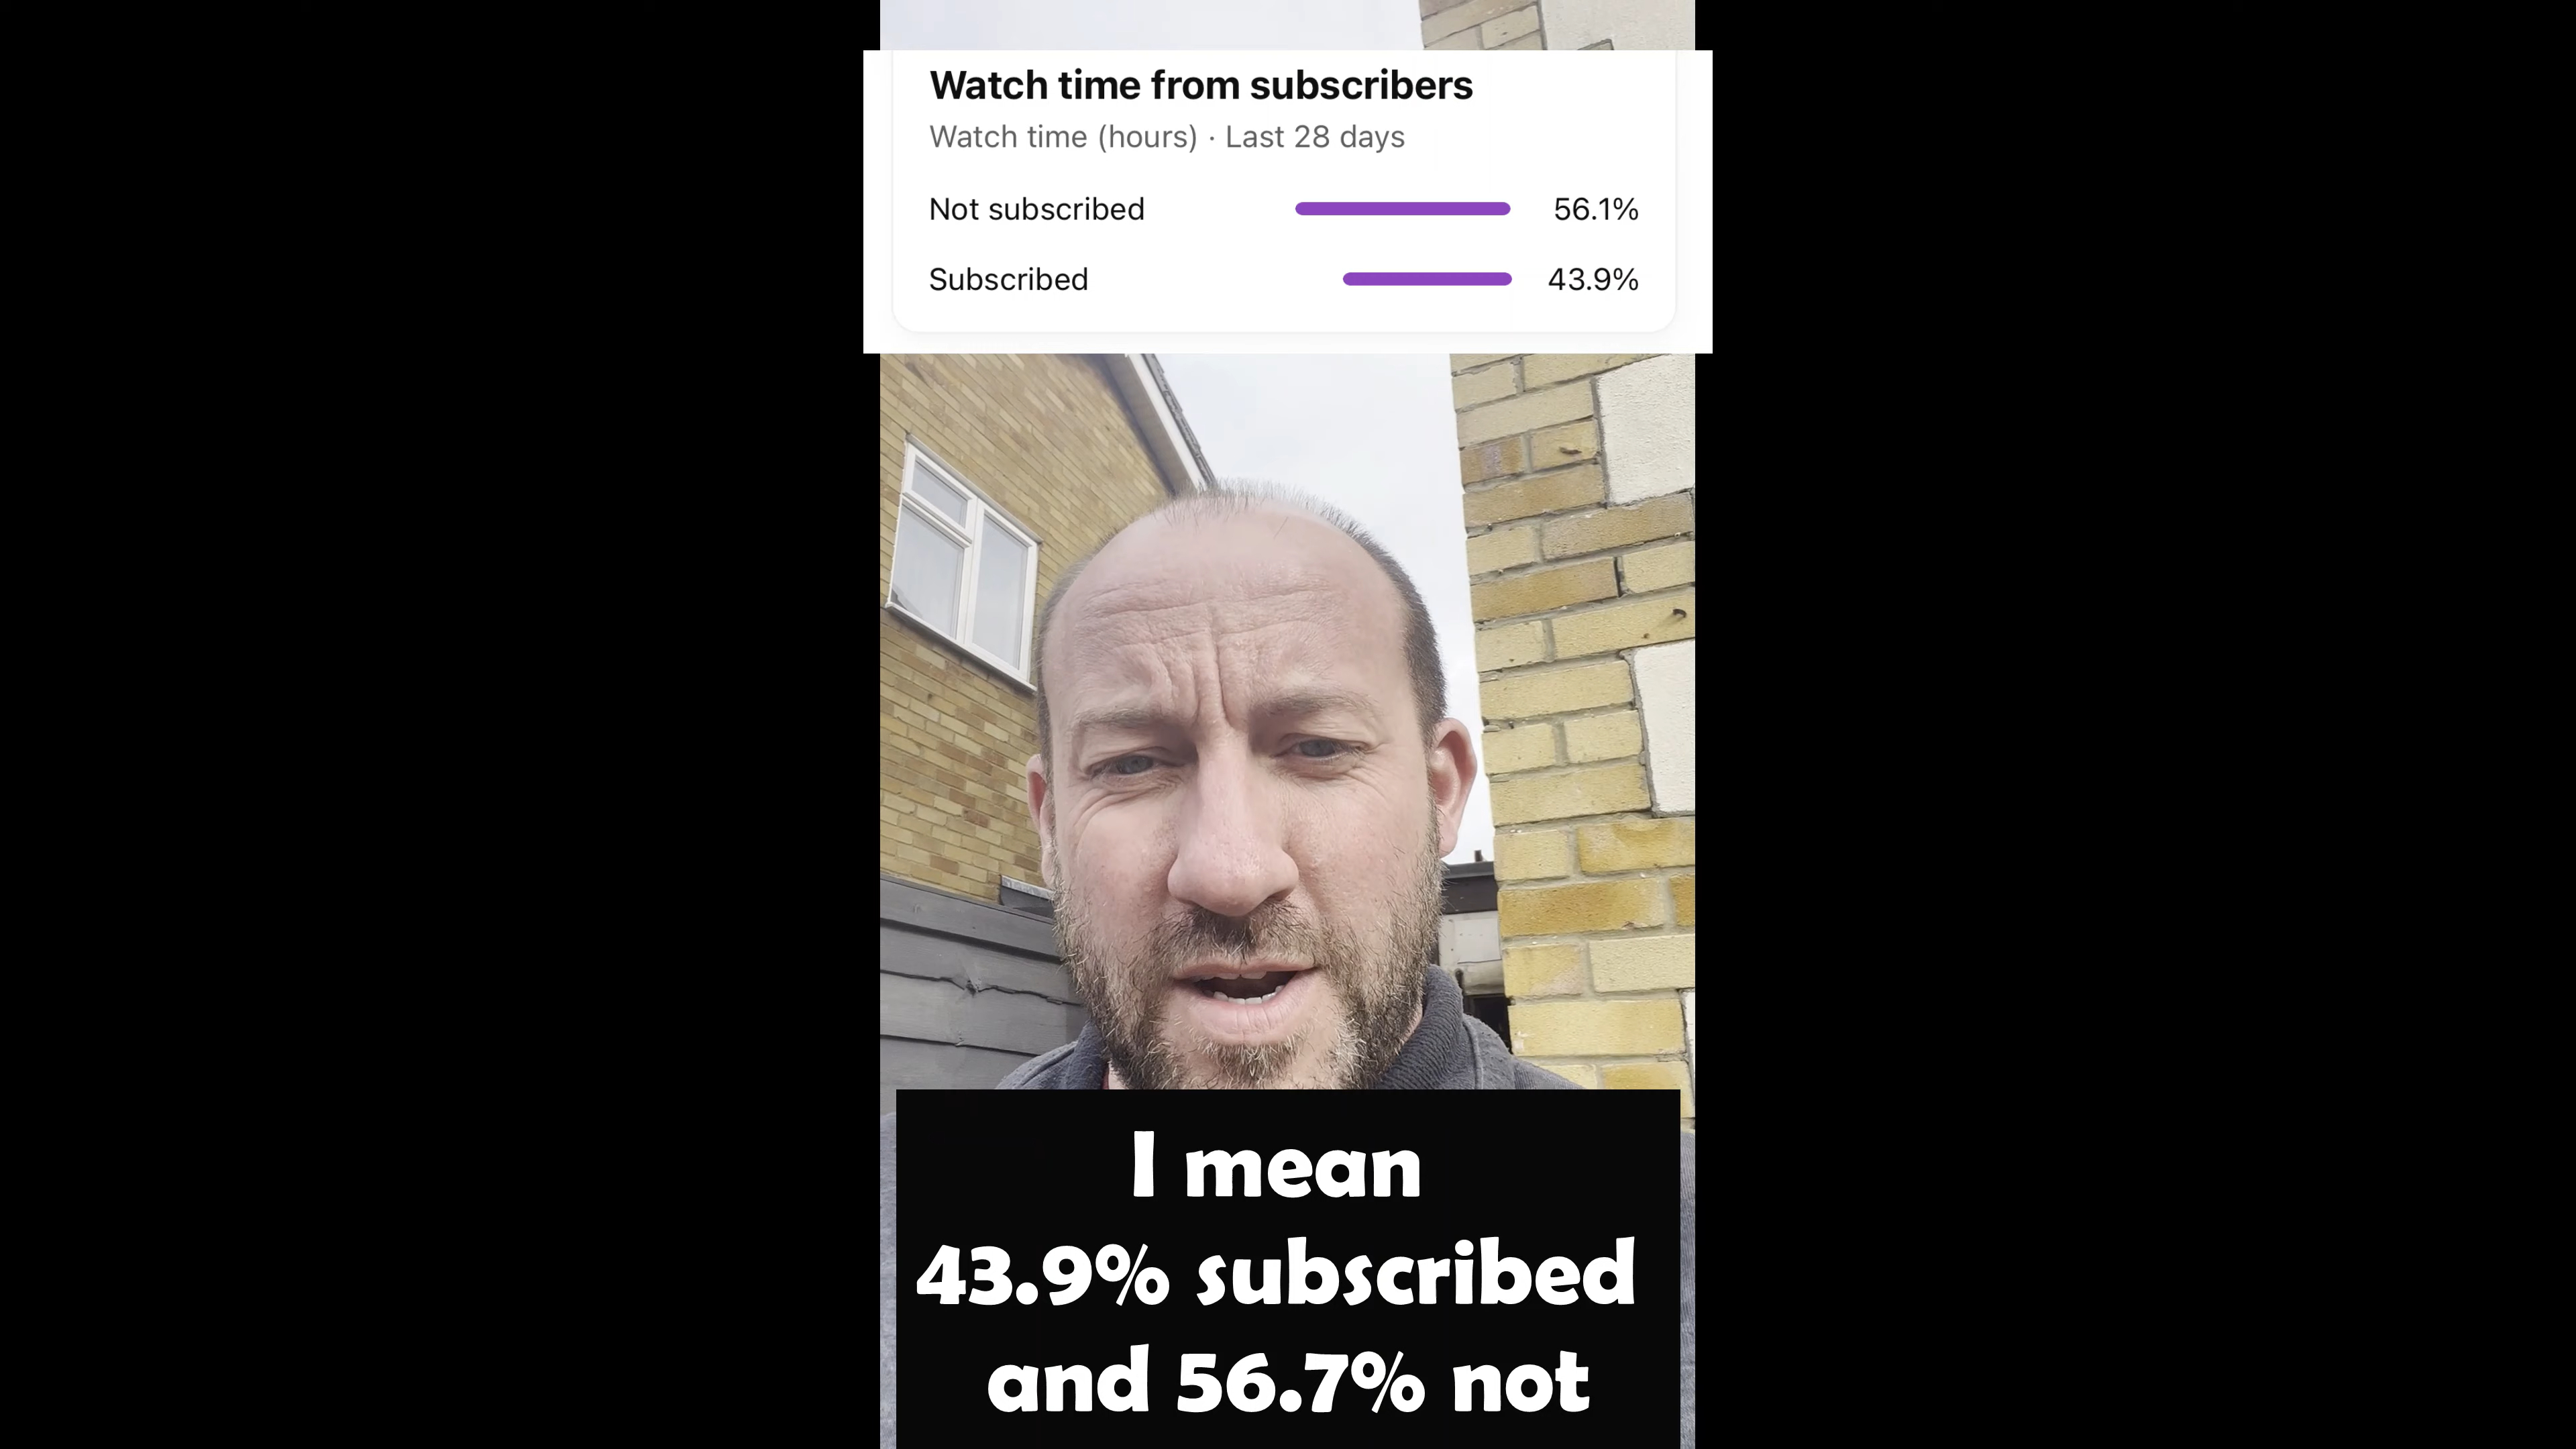 Watch time from subscribers
Watch time (hours) · Last 28 days
Not subscribed 56.1%
Subscribed 43.9%
I mean
43.9% subscribed
and 56.7% not